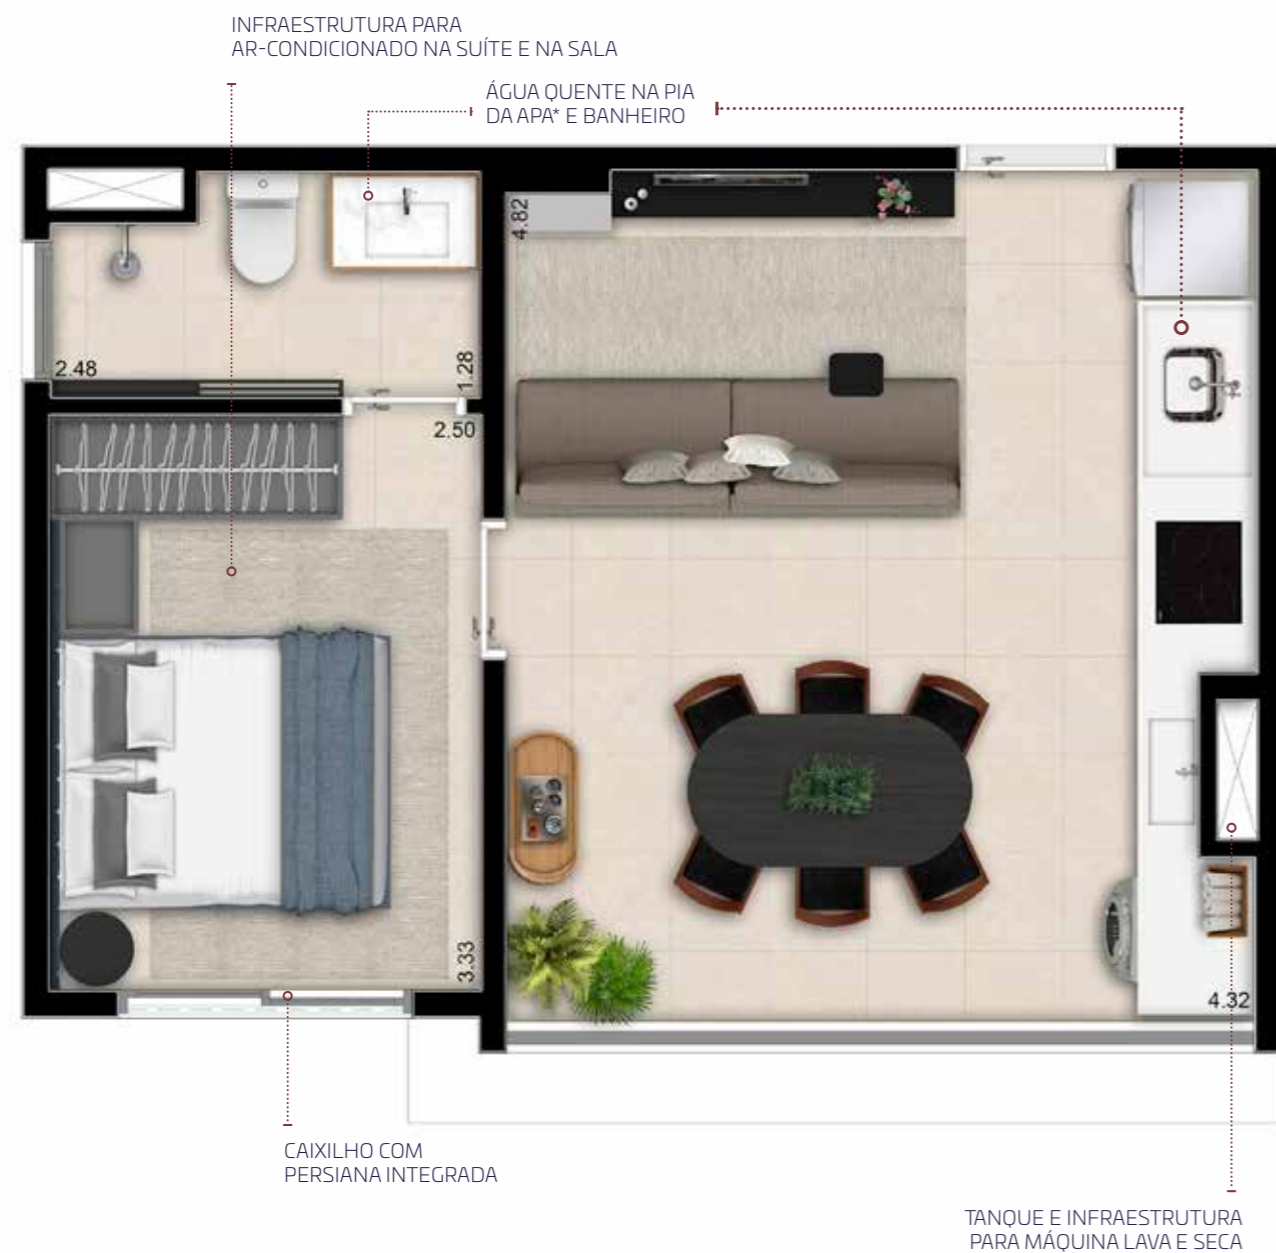 INFRAESTRUTURA PARA
AR-CONDICIONADO NA SUÍTE E NA SALA
ÁGUA QUENTE NA PIA
DA APA* E BANHEIRO
4.82
2.48
1.28
2.50
3.33
4.32
CAIXILHO COM
PERSIANA INTEGRADA
TANQUE E INFRAESTRUTURA
PARA MÁQUINA LAVA E SECA